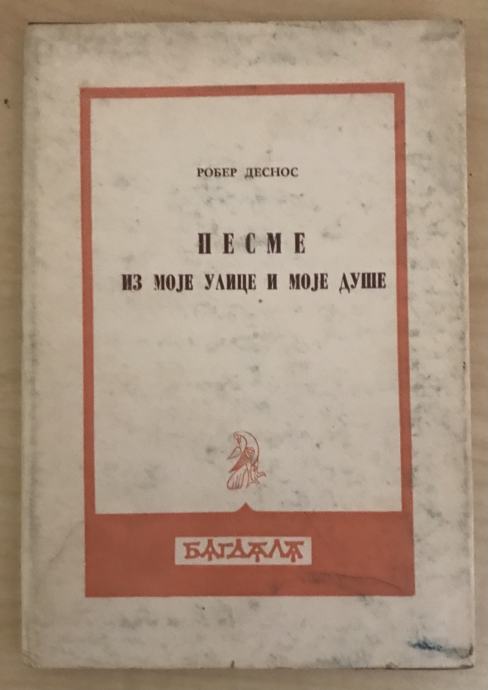 РОБЕР ДЕСНОС
ПЕСМЕ
ИЗ МОЈЕ УЛИЦЕ И МОЈЕ ДУШЕ
БАГДАЛА